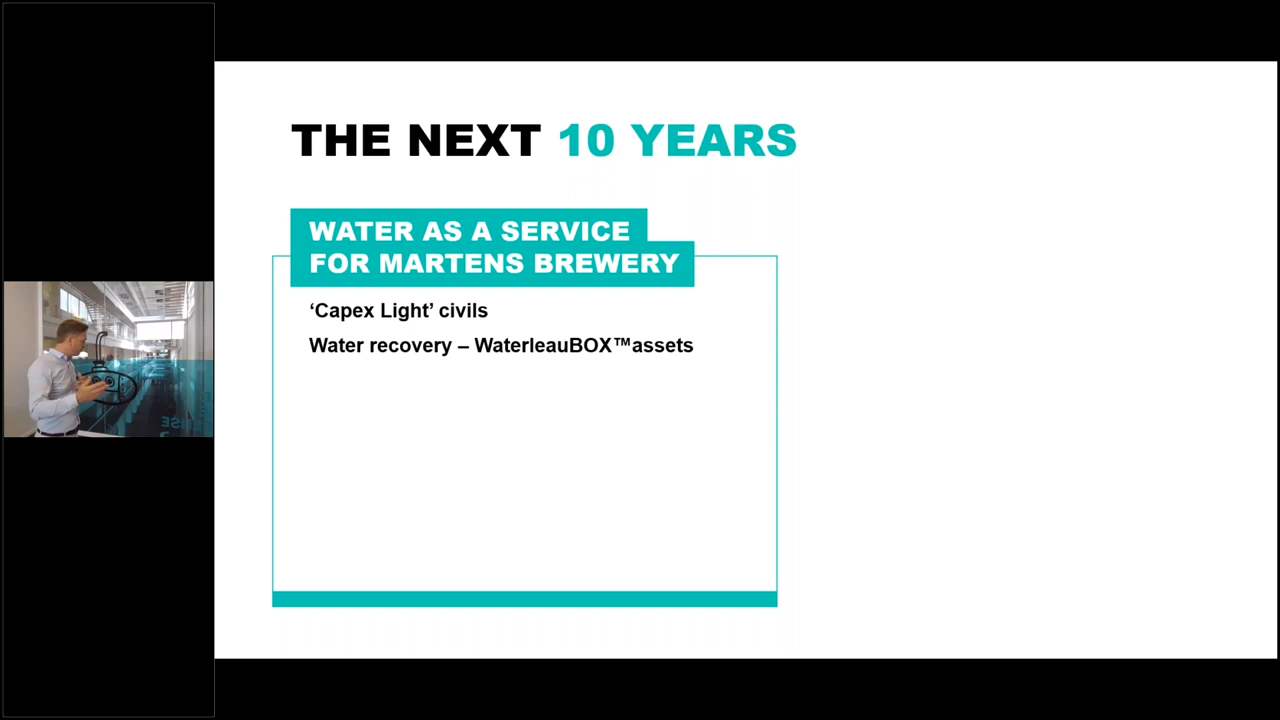 THE NEXT 10 YEARS
WATER AS A SERVICE
FOR MARTENS BREWERY
‘Capex Light’ civils
Water recovery – WaterleauBOX™assets